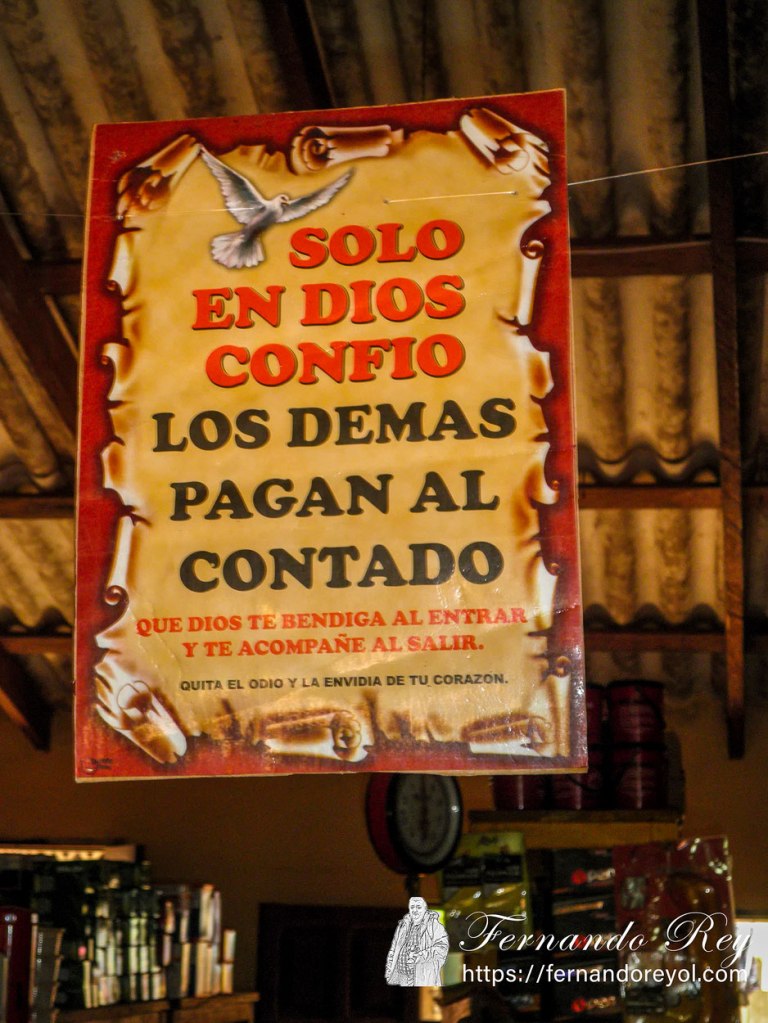 SOLO
EN DIOS
CONFIO
LOS DEMAS
PAGAN AL
CONTADO
QUE DIOS TE BENDIGA AL ENTRAR
Y TE ACOMPAÑE AL SALIR.
QUITA EL ODIO Y LA ENVIDIA DE TU CORAZON.
Fernando Rey
https://fernandoreyol.com